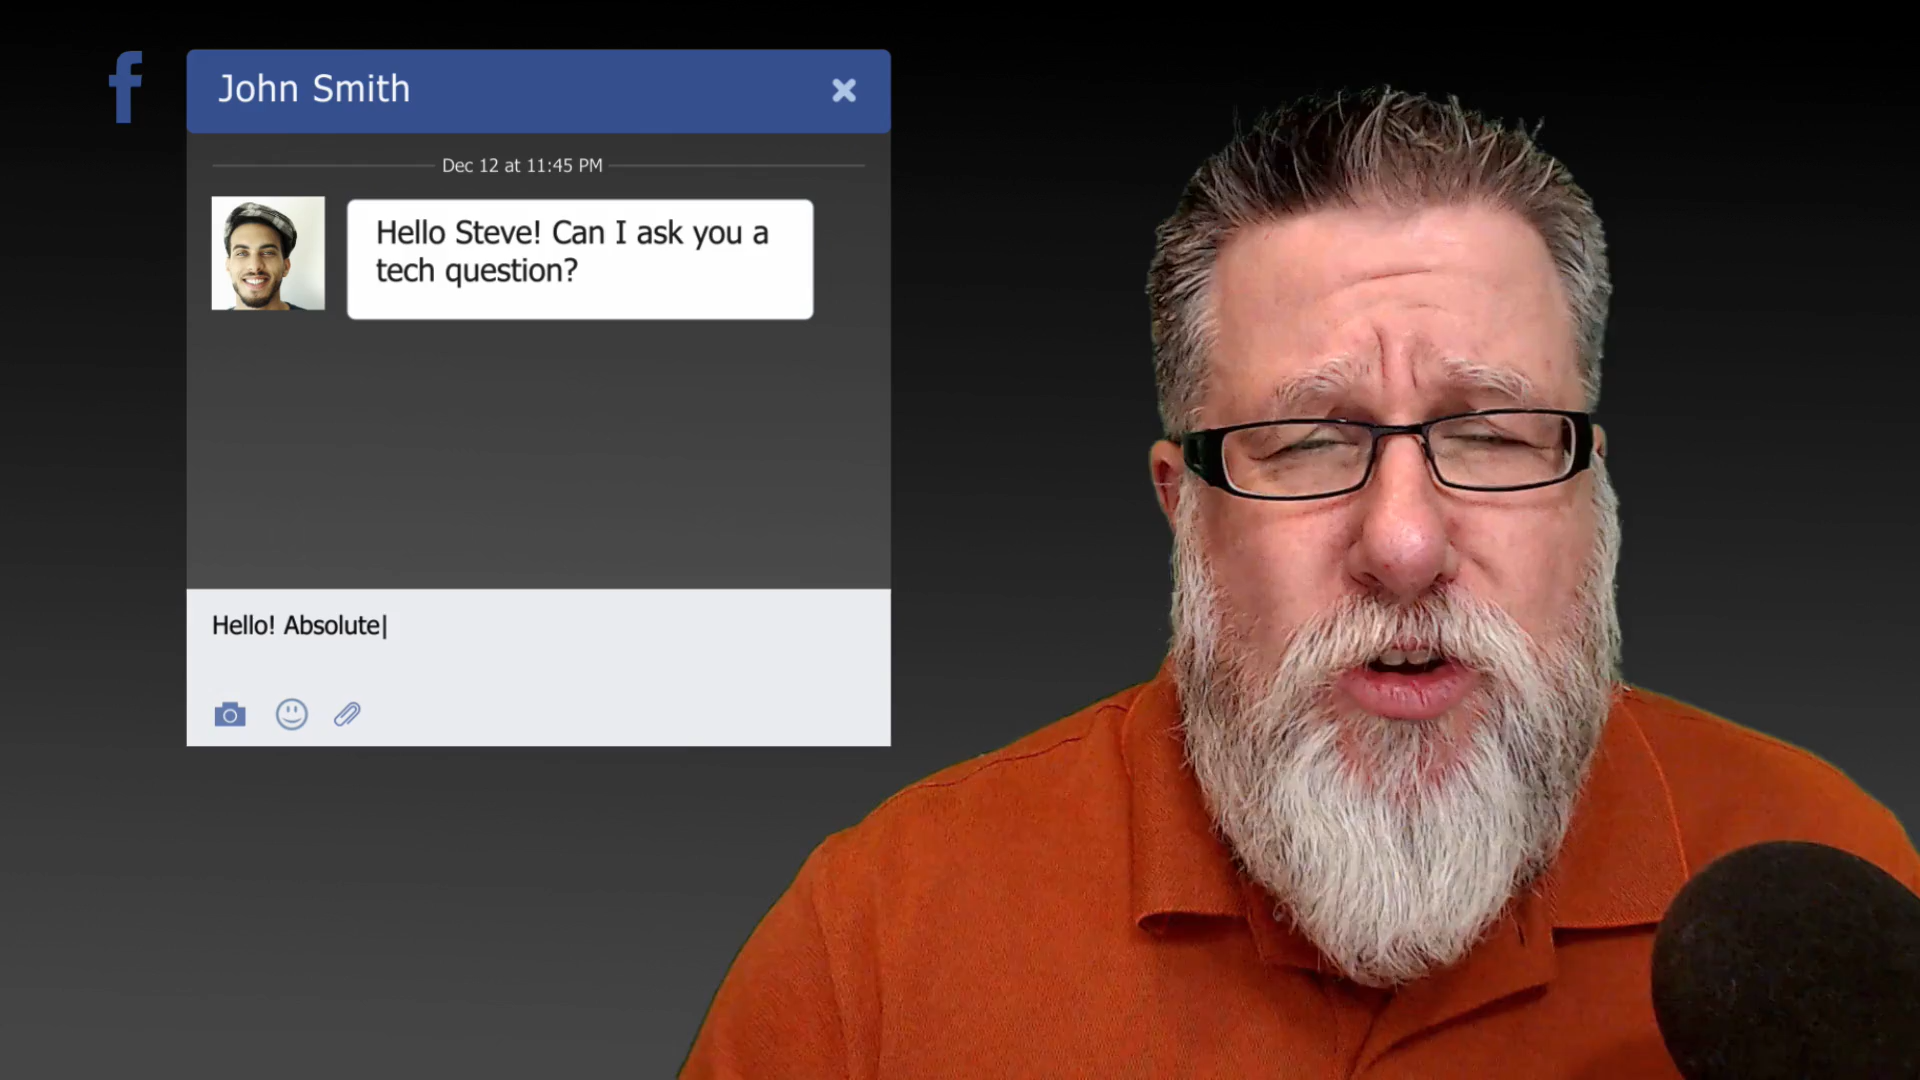 f
John Smith
Dec 12 at 11:45 PM
Hello Steve! Can I ask you a
tech question?
Hello! Absolute